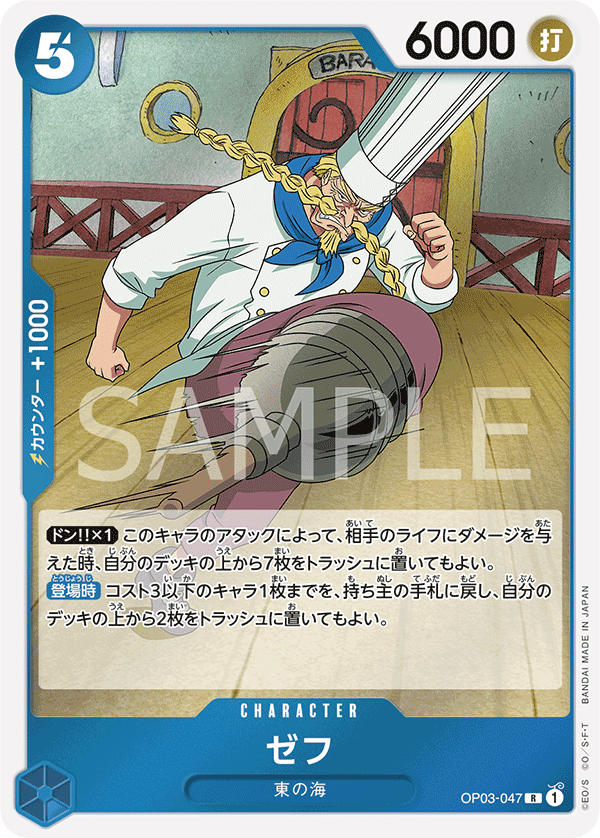 5
6000 打
BARA
カウンター +1000
SAMPLE
ドン!!×1 このキャラのアタックによって、相手のライフにダメージを与
えた時、自分のデッキの上から7枚をトラッシュに置いてもよい。
登場時 コスト3以下のキャラ1枚までを、持ち主の手札に戻し、自分の
デッキの上から2枚をトラッシュに置いてもよい。
CHARACTER
ゼフ
東の海
OP03-047 R 1
©E.O/S ©O/S・F・T BANDAI MADE IN JAPAN